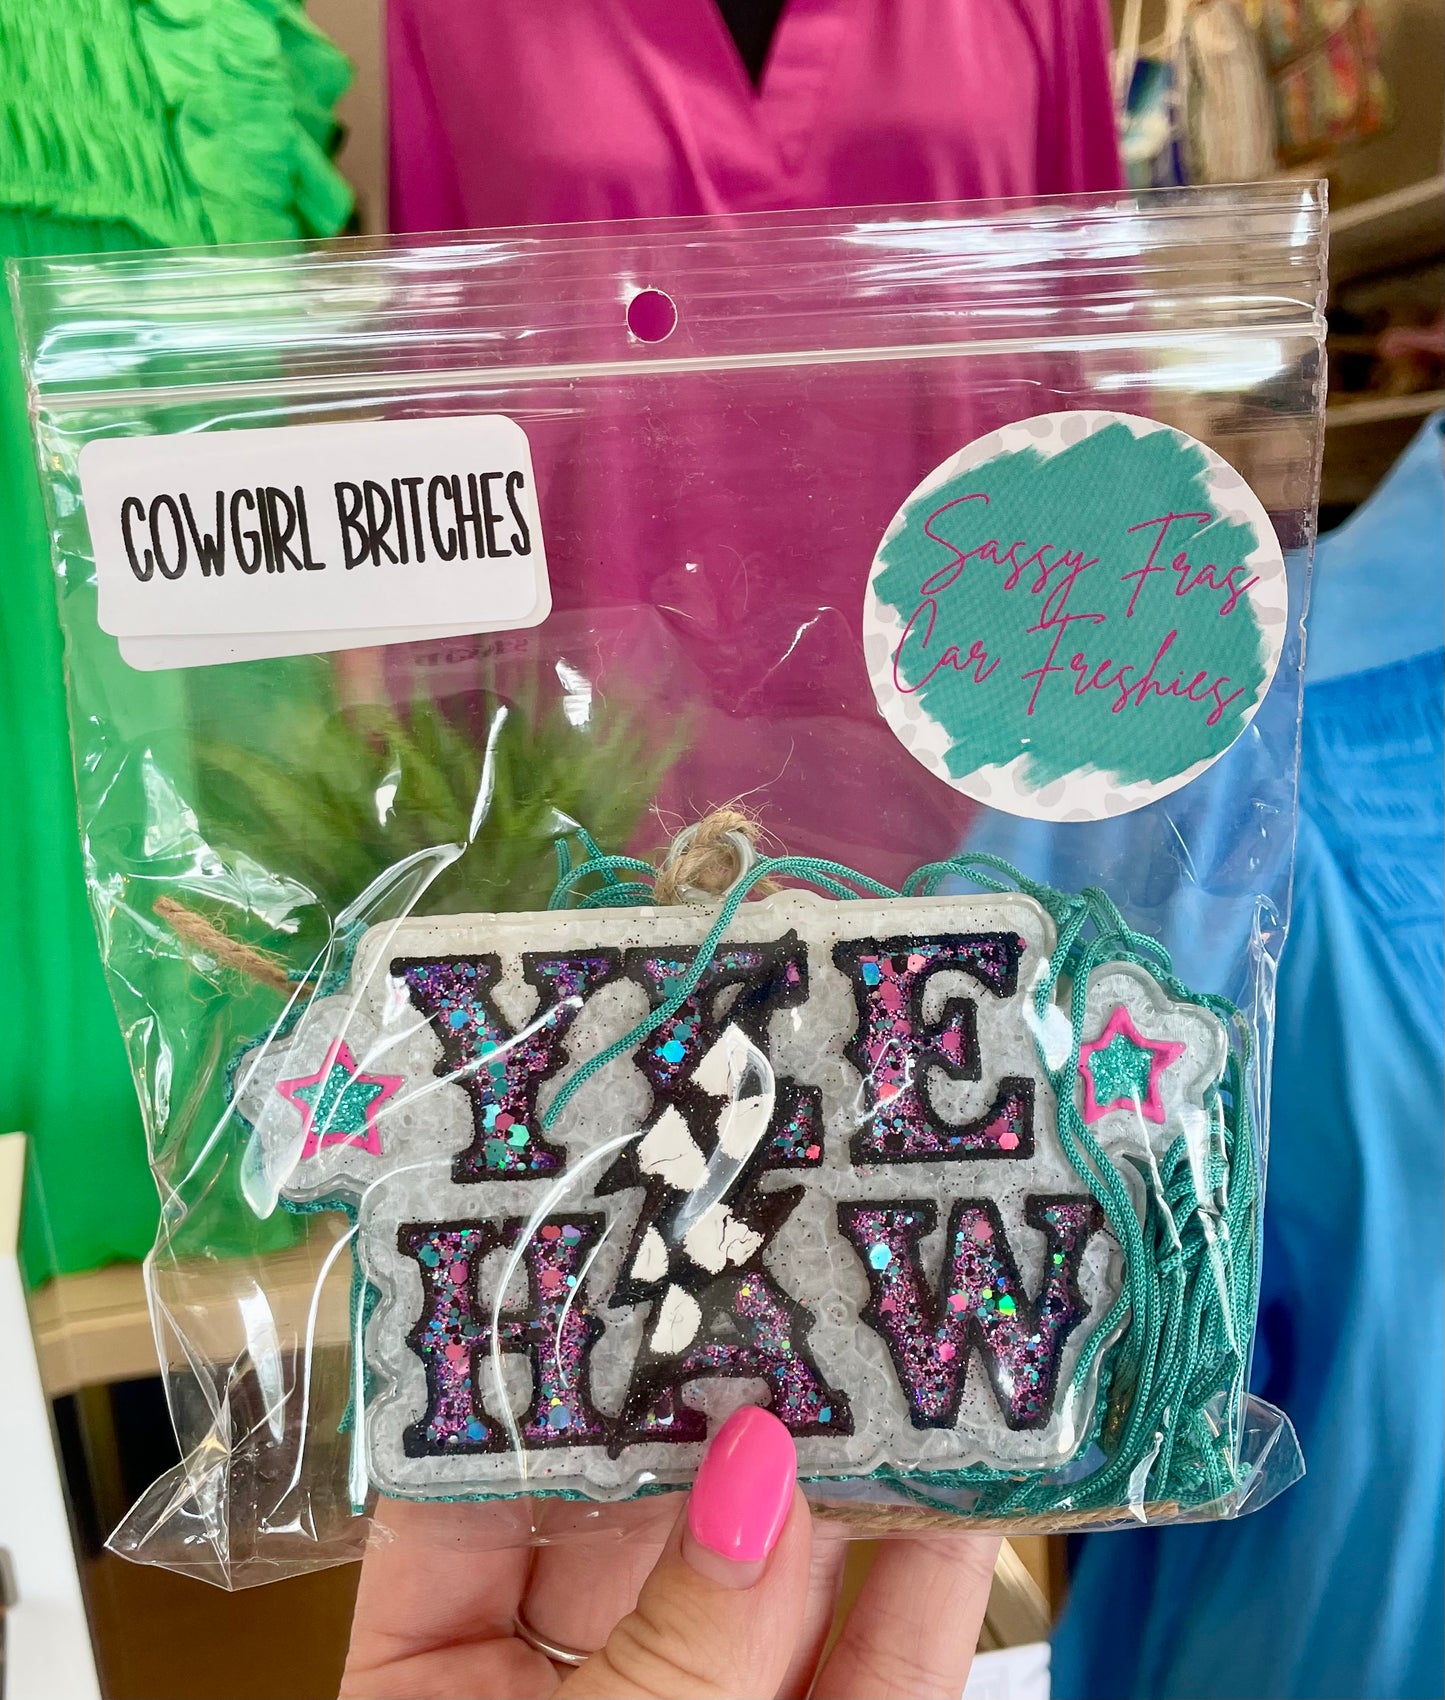 COWGIRL BRITCHES
Sassy Fras
Car Freshies
YEE
HAW